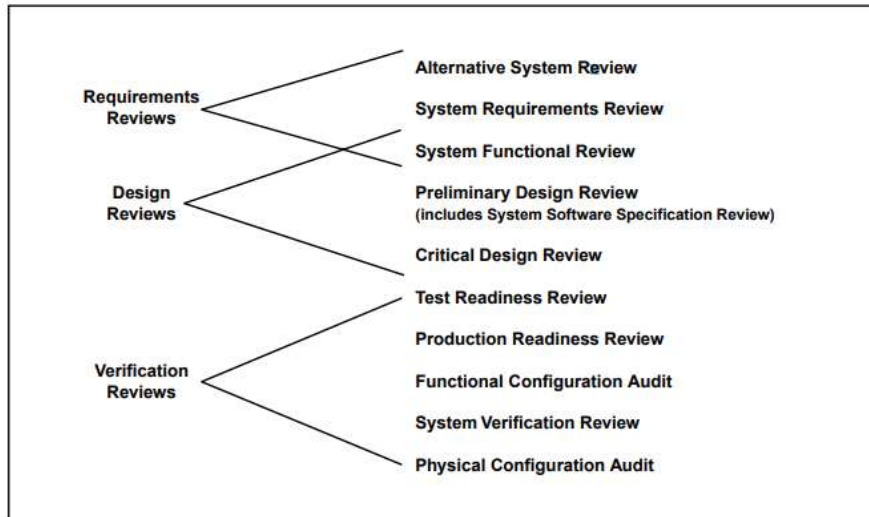 Requirements
Reviews
Design
Reviews
Verification
Reviews
Alternative System Review
System Requirements Review
System Functional Review
Preliminary Design Review
(includes System Software Specification Review)
Critical Design Review
Test Readiness Review
Production Readiness Review
Functional Configuration Audit
System Verification Review
Physical Configuration Audit